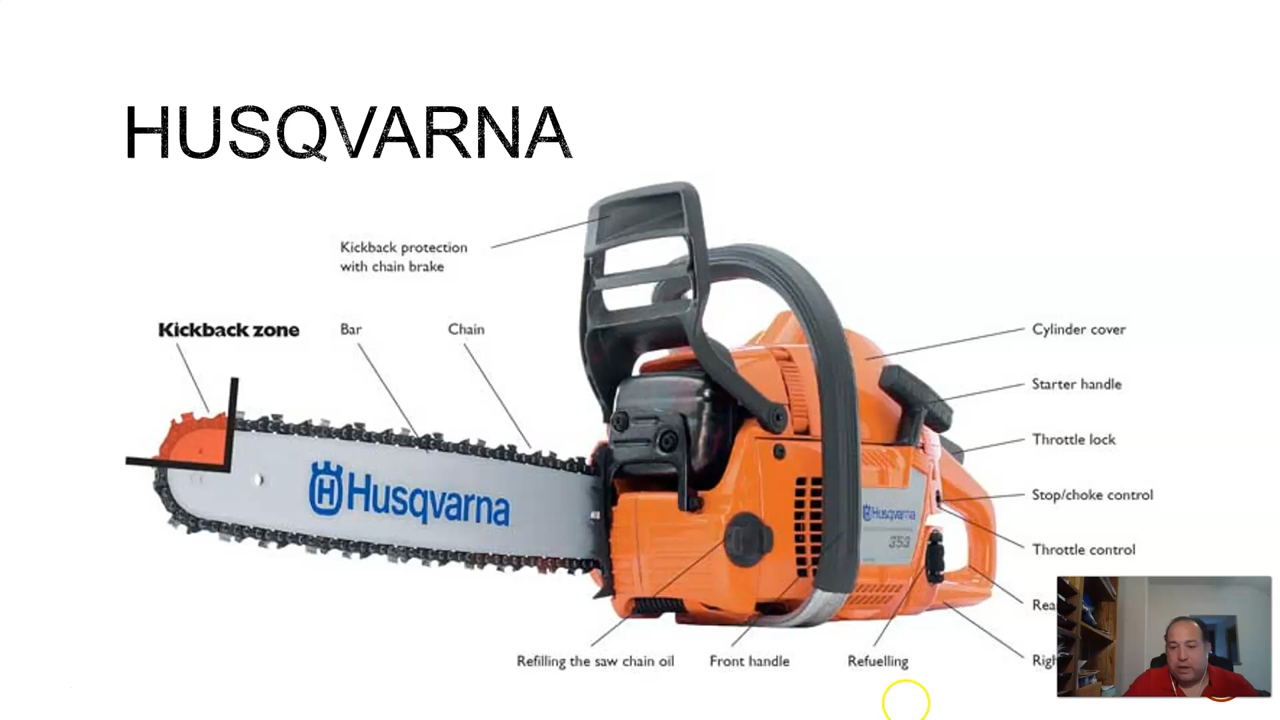 HUSQVARNA
Kickback protection
with chain brake
Kickback zone
Bar
Chain
Cylinder cover
Starter handle
Throttle lock
Stop/choke control
Throttle control
H Husqvarna
Husqvarna
353
Refilling the saw chain oil
Front handle
Refuelling